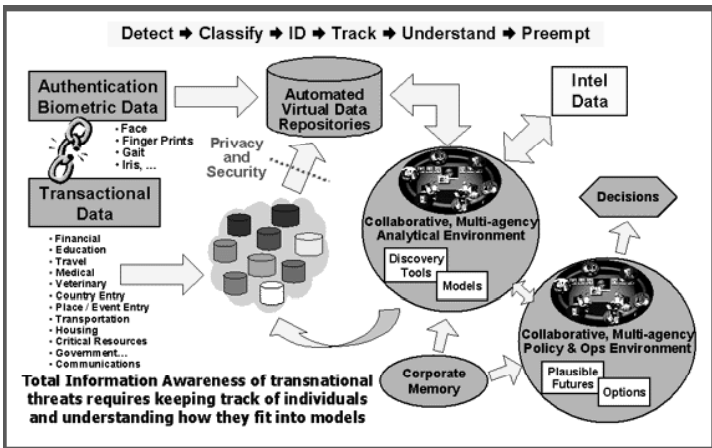 Detect ➔ Classify ➔ ID ➔ Track ➔ Understand ➔ Preempt
Authentication
Biometric Data
• Face
• Finger Prints
• Gait
• Iris, ...
Transactional
Data
• Financial
• Education
• Travel
• Medical
• Veterinary
• Country Entry
• Place / Event Entry
• Transportation
• Housing
• Critical Resources
• Government...
• Communications
Automated
Virtual Data
Repositories
Privacy
and
Security
Intel
Data
Collaborative, Multi-agency
Analytical Environment
Discovery
Tools
Models
Decisions
Collaborative, Multi-agency
Policy & Ops Environment
Plausible
Futures
Options
Corporate
Memory
Total Information Awareness of transnational
threats requires keeping track of individuals
and understanding how they fit into models